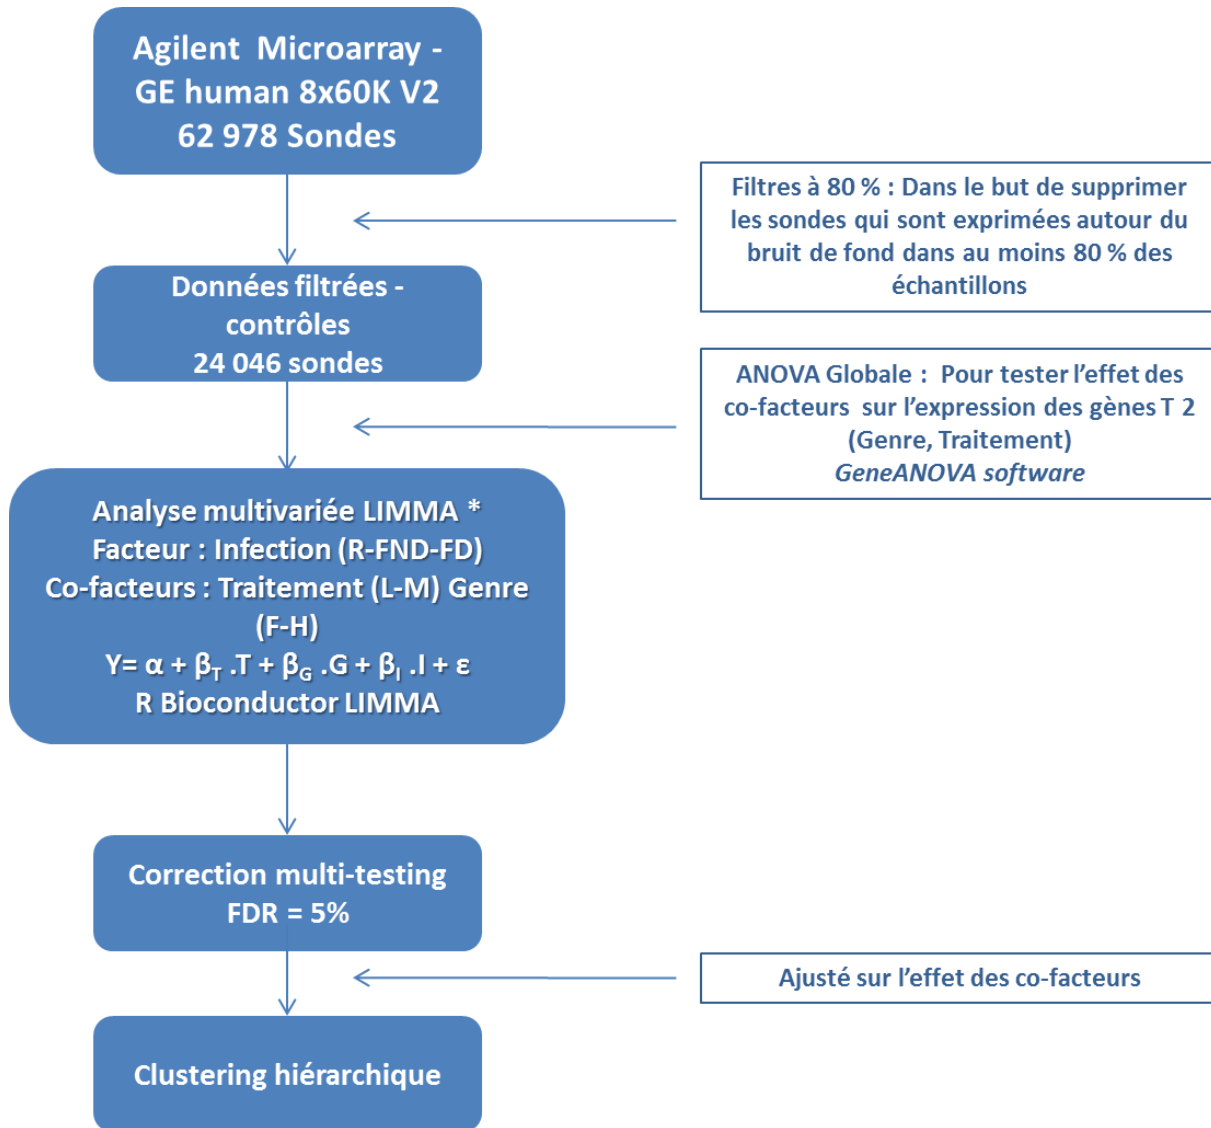 Agilent Microarray -
GE human 8x60K V2
62 978 Sondes
Filtres à 80 % : Dans le but de supprimer
les sondes qui sont exprimées autour du
bruit de fond dans au moins 80 % des
échantillons
Données filtrées -
contrôles
24 046 sondes
ANOVA Globale : Pour tester l’effet des
co-facteurs sur l’expression des gènes T 2
(Genre, Traitement)
GeneANOVA software
Analyse multivariée LIMMA *
Facteur : Infection (R-FND-FD)
Co-facteurs : Traitement (L-M) Genre
(F-H)
Y= α + β_T .T + β_G .G + β_I .I + ε
R Bioconductor LIMMA
Correction multi-testing
FDR = 5%
Ajusté sur l’effet des co-facteurs
Clustering hiérarchique